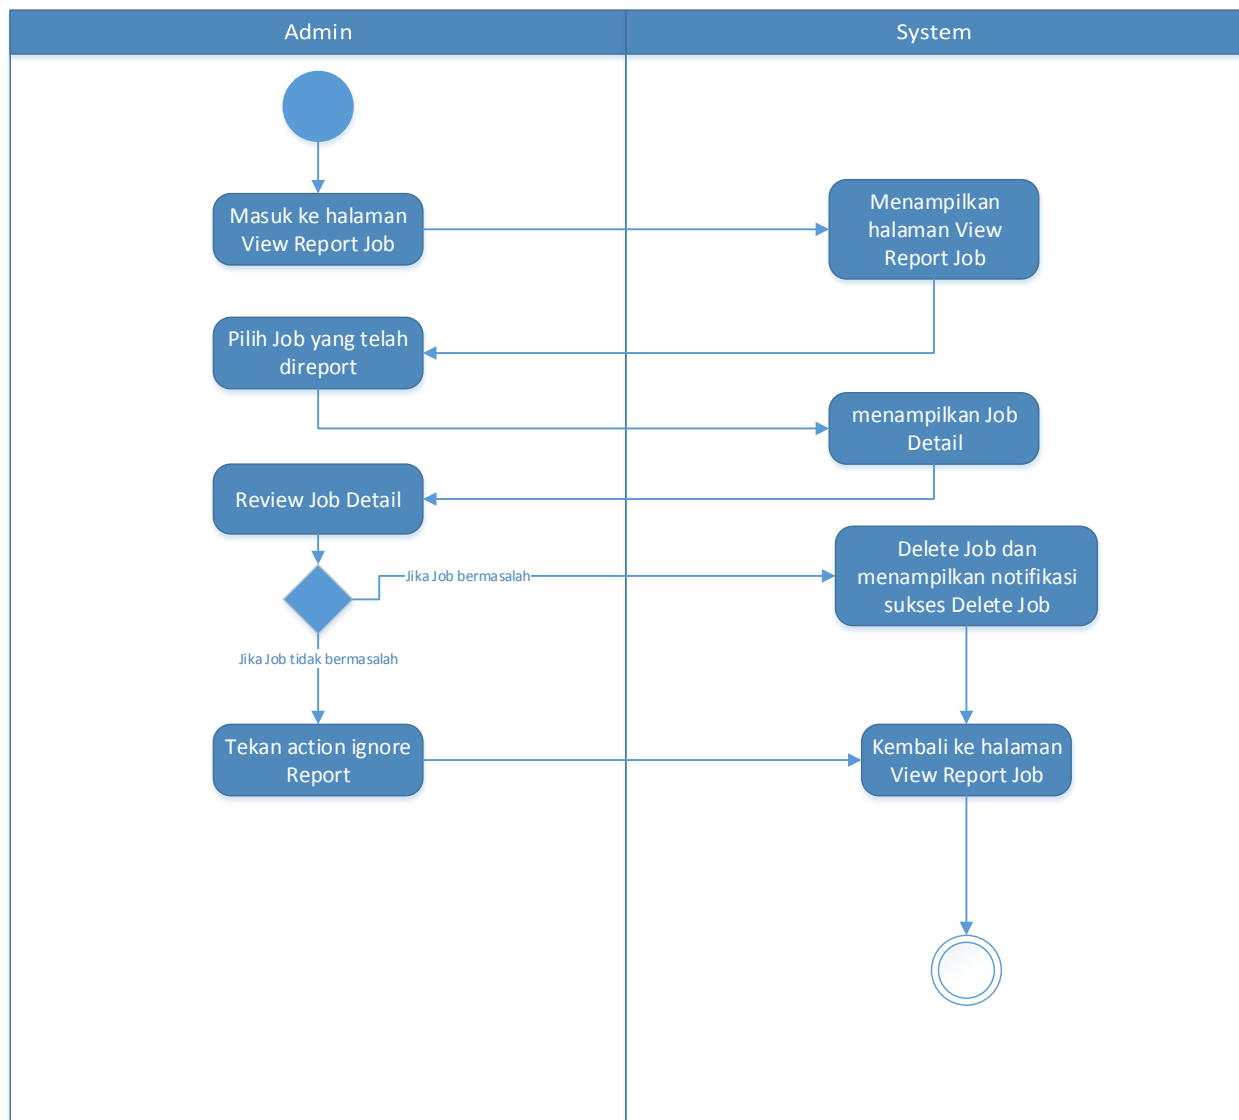 Admin
System
Masuk ke halaman
View Report Job
Menampilkan
halaman View
Report Job
Pilih Job yang telah
direport
menampilkan Job
Detail
Review Job Detail
Delete Job dan
menampilkan notifikasi
sukses Delete Job
Jika Job bermasalah
Jika Job tidak bermasalah
Tekan action ignore
Report
Kembali ke halaman
View Report Job